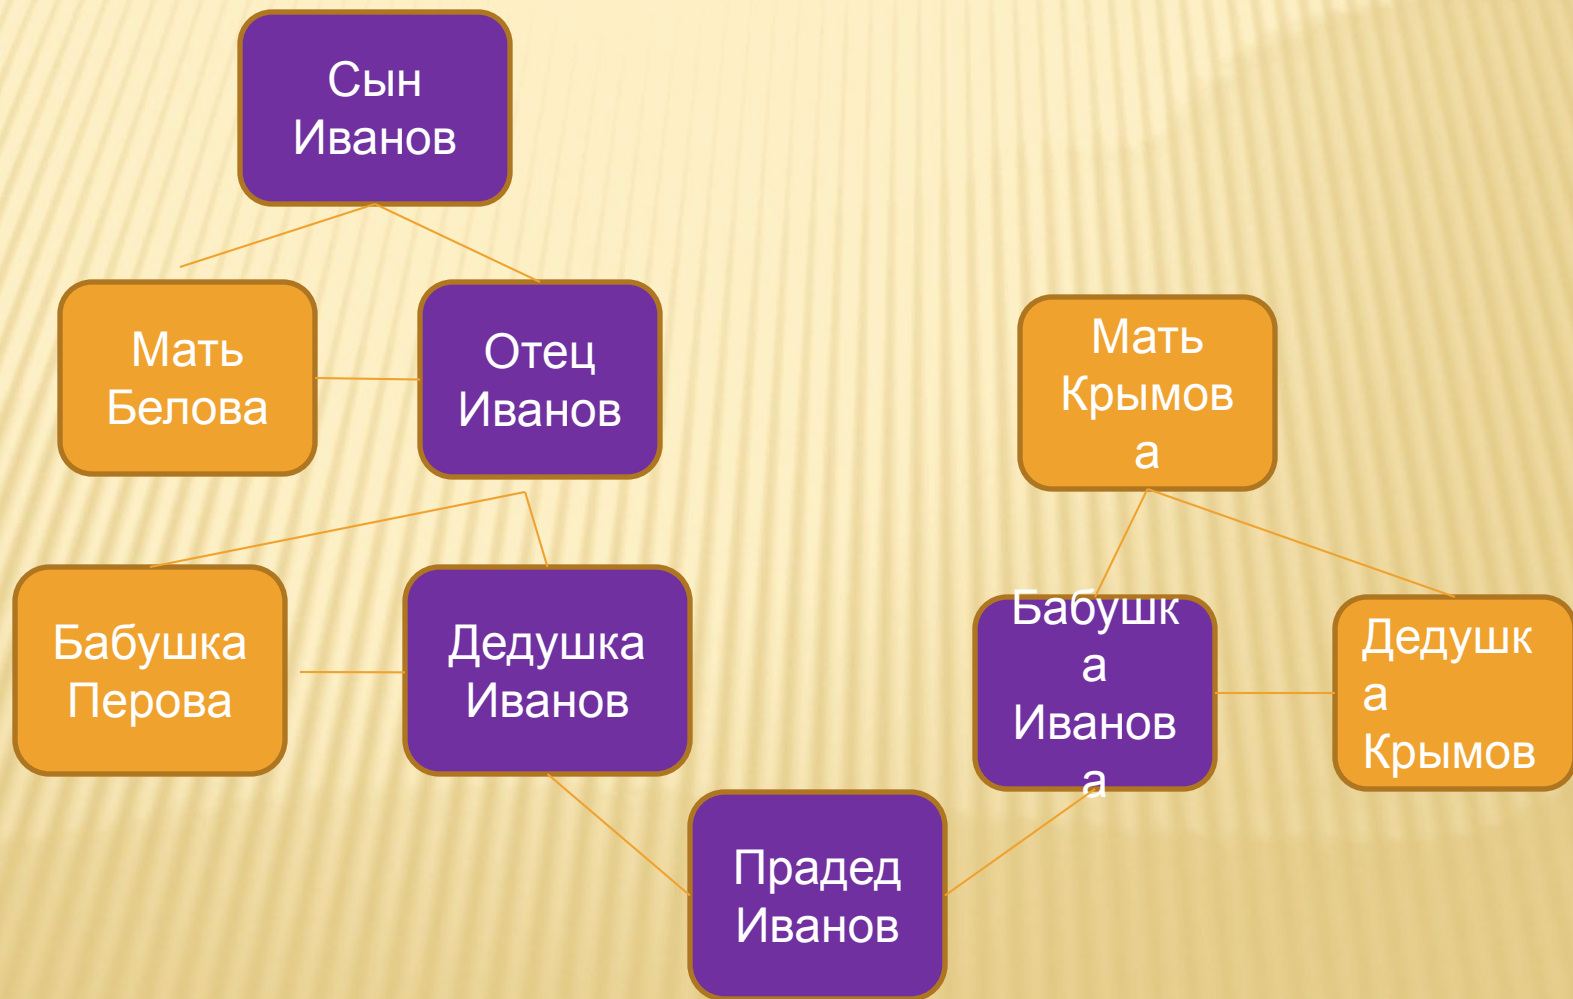 Сын
Иванов
Мать
Белова
Отец
Иванов
Мать
Крымов
а
Бабушка
Перова
Дедушка
Иванов
Бабушк
а
Иванов
а
Дедушк
а
Крымов
Прадед
Иванов